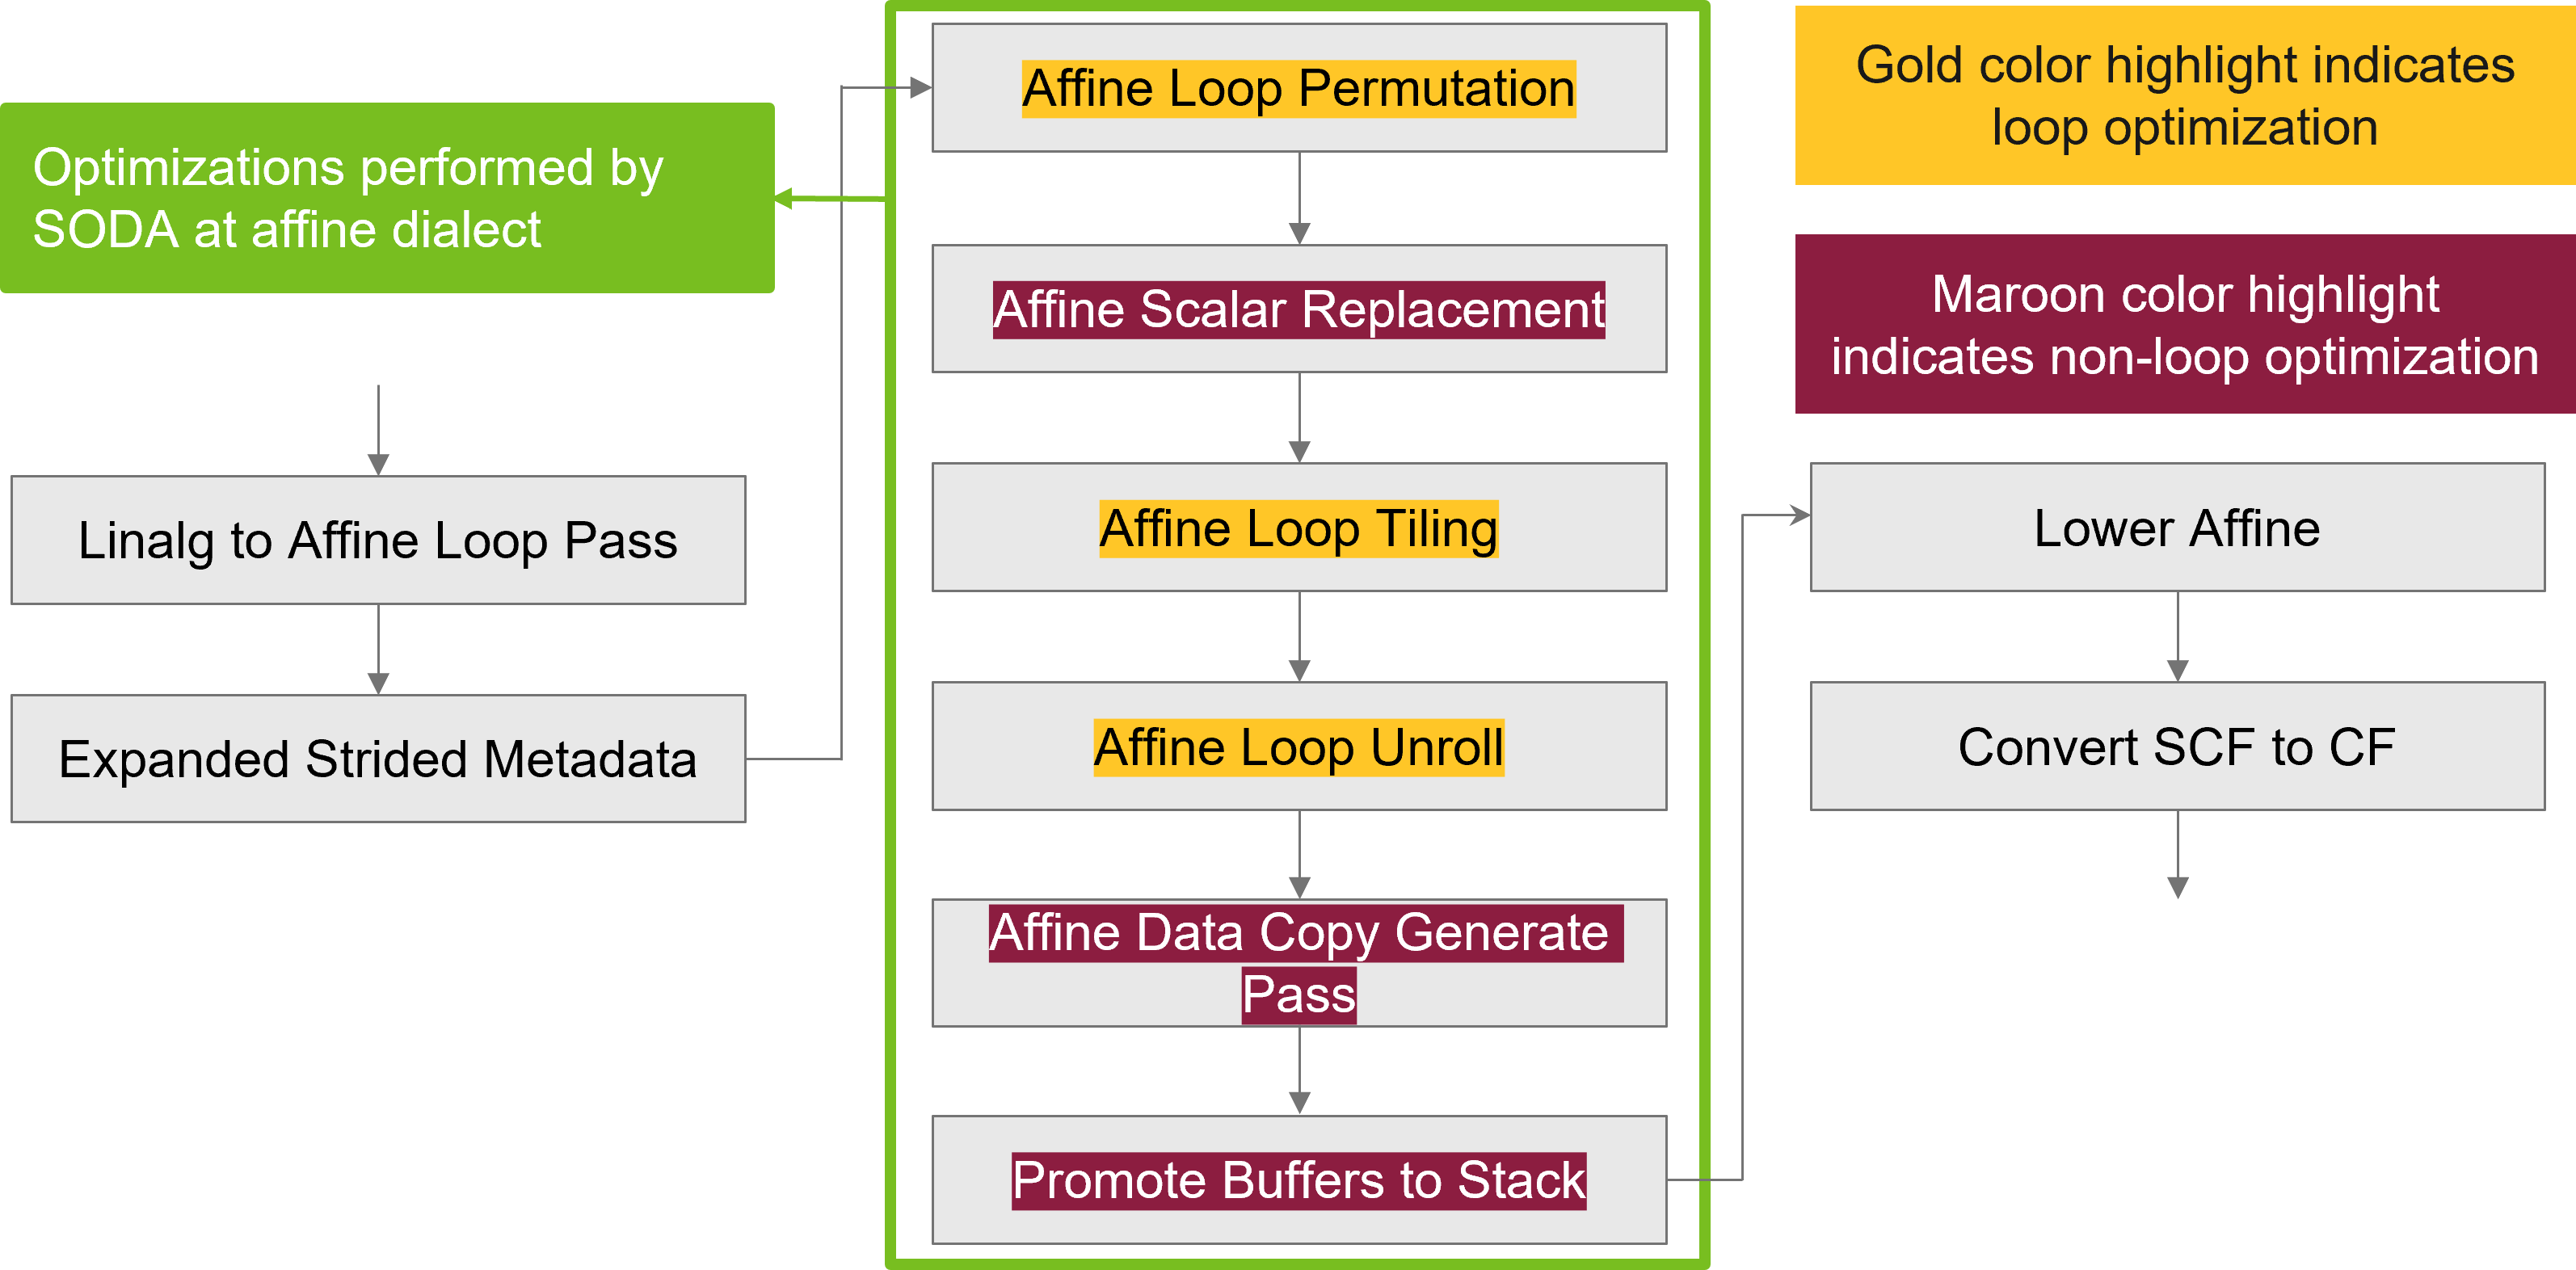 Optimizations performed by
SODA at affine dialect
Linalg to Affine Loop Pass
Expanded Strided Metadata
Affine Loop Permutation
Affine Scalar Replacement
Affine Loop Tiling
Affine Loop Unroll
Affine Data Copy Generate
Pass
Promote Buffers to Stack
Gold color highlight indicates
loop optimization
Maroon color highlight
indicates non-loop optimization
Lower Affine
Convert SCF to CF